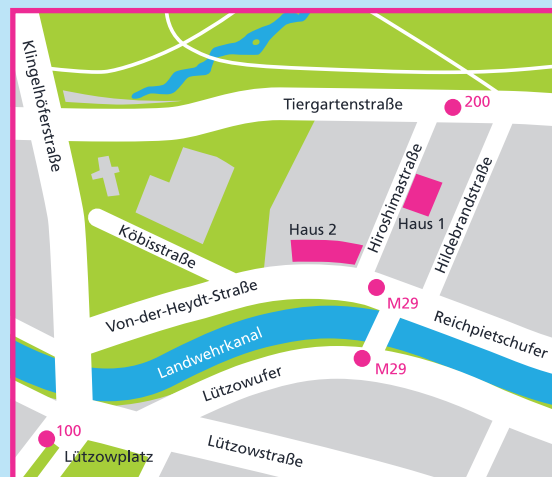 Klingelhöferstraße
Tiergartenstraße
200
Hiroshimastraße
Hildebrandstraße
Haus 1
Haus 2
Köbisstraße
Von-der-Heydt-Straße
M29
Reichpietschufer
Landwehrkanal
M29
Lützowufer
100
Lützowplatz
Lützowstraße